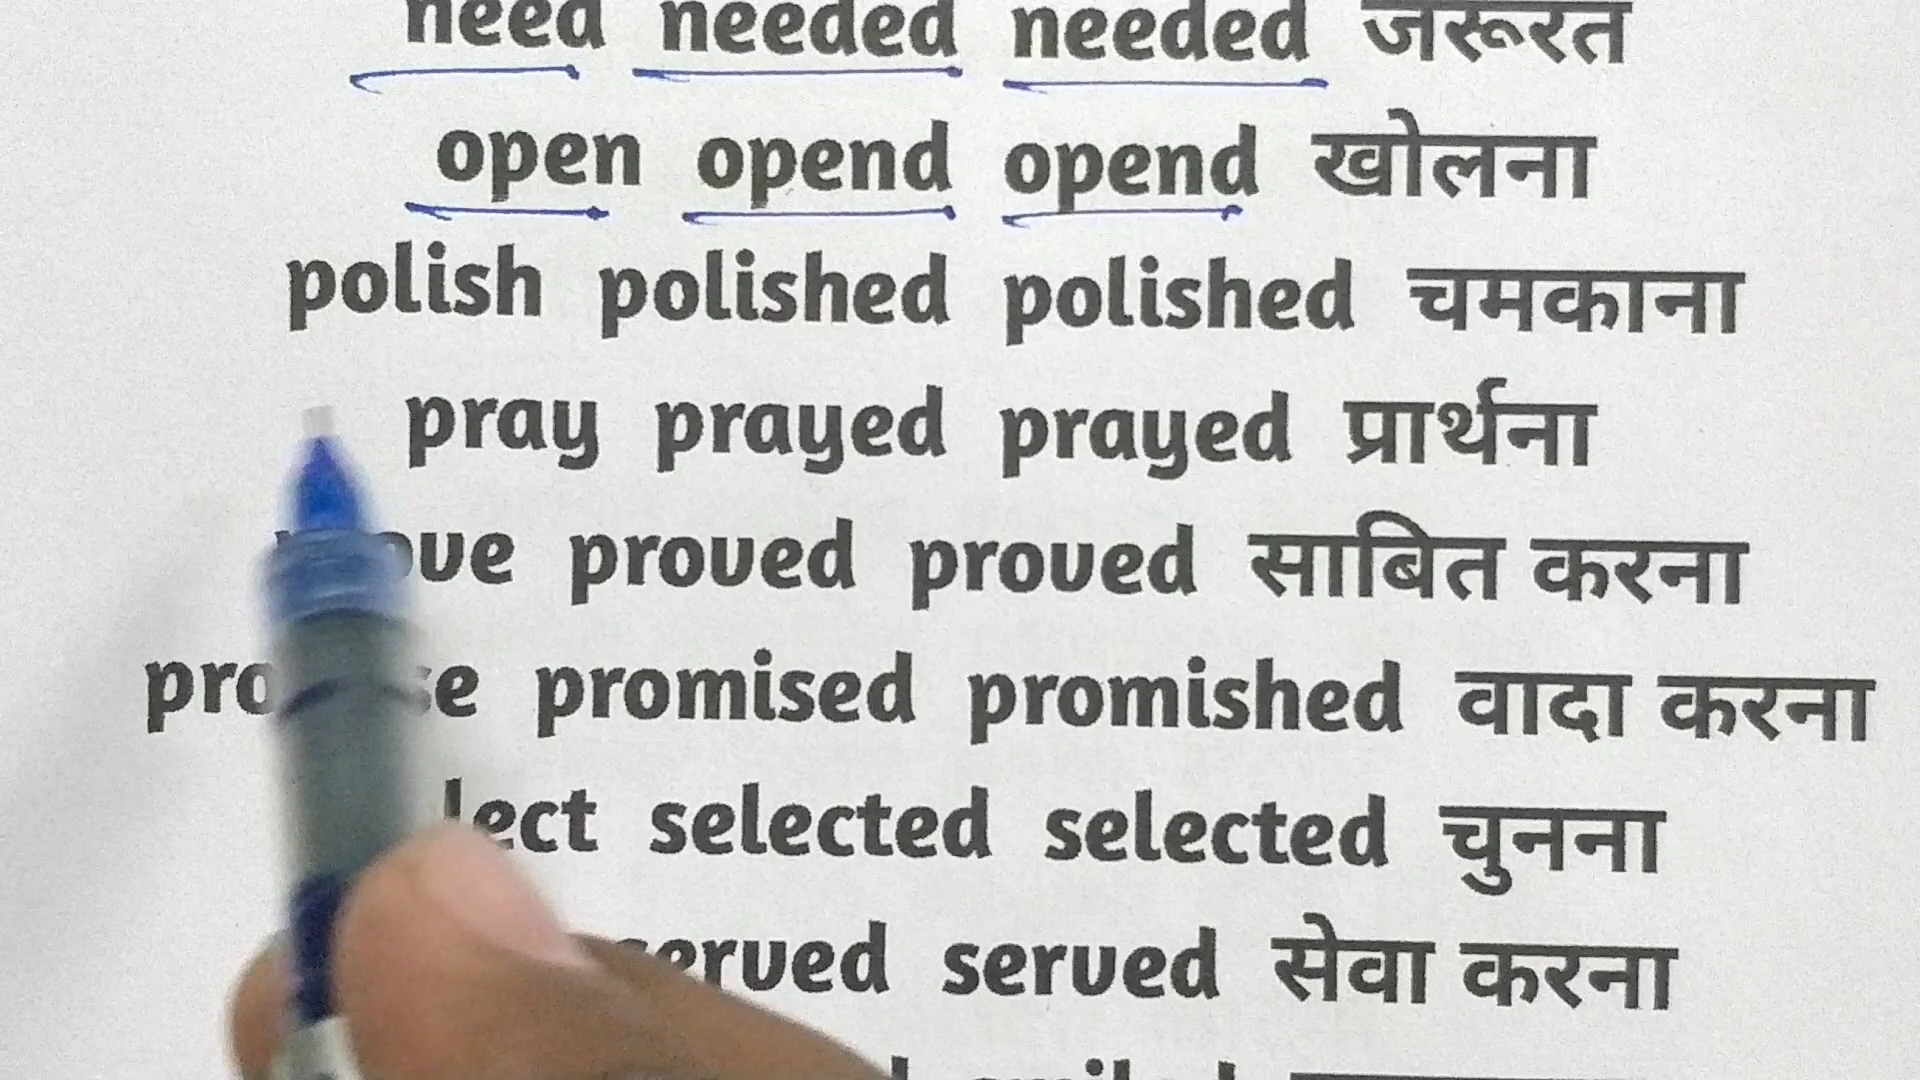 need needed needed जरूरत
open opend opend खोलना
polish polished polished चमकाना
pray prayed prayed प्रार्थना
proved proved साबित करना
promised promished वादा करना
selected selected चुनना
served सेवा करना